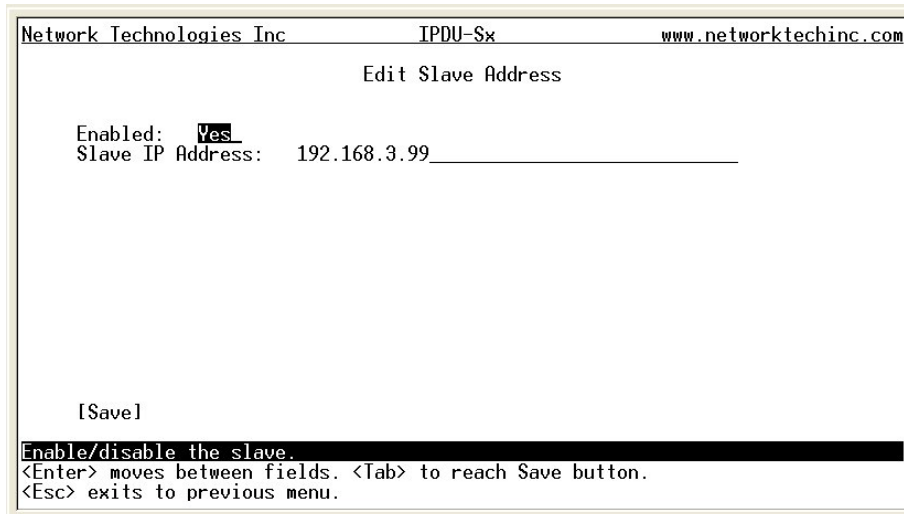 Network Technologies Inc IPDU-Sx www.networktechinc.com
Edit Slave Address
Enabled: Yes
Slave IP Address: 192.168.3.99
[Save]
Enable/disable the slave.
<Enter> moves between fields. <Tab> to reach Save button.
<Esc> exits to previous menu.